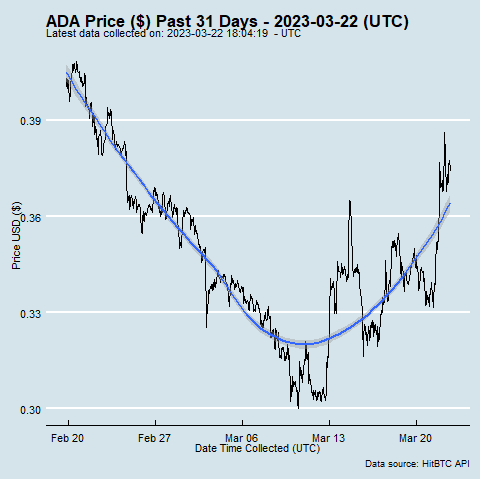 ADA Price ($) Past 31 Days - 2023-03-22 (UTC)
Latest data collected on: 2023-03-22 18:04:19  - UTC
0.39
0.36
0.33
0.30
Price USD ($)
Feb 20
Feb 27
Mar 06
Mar 13
Mar 20
Date Time Collected (UTC)
Data source: HitBTC API